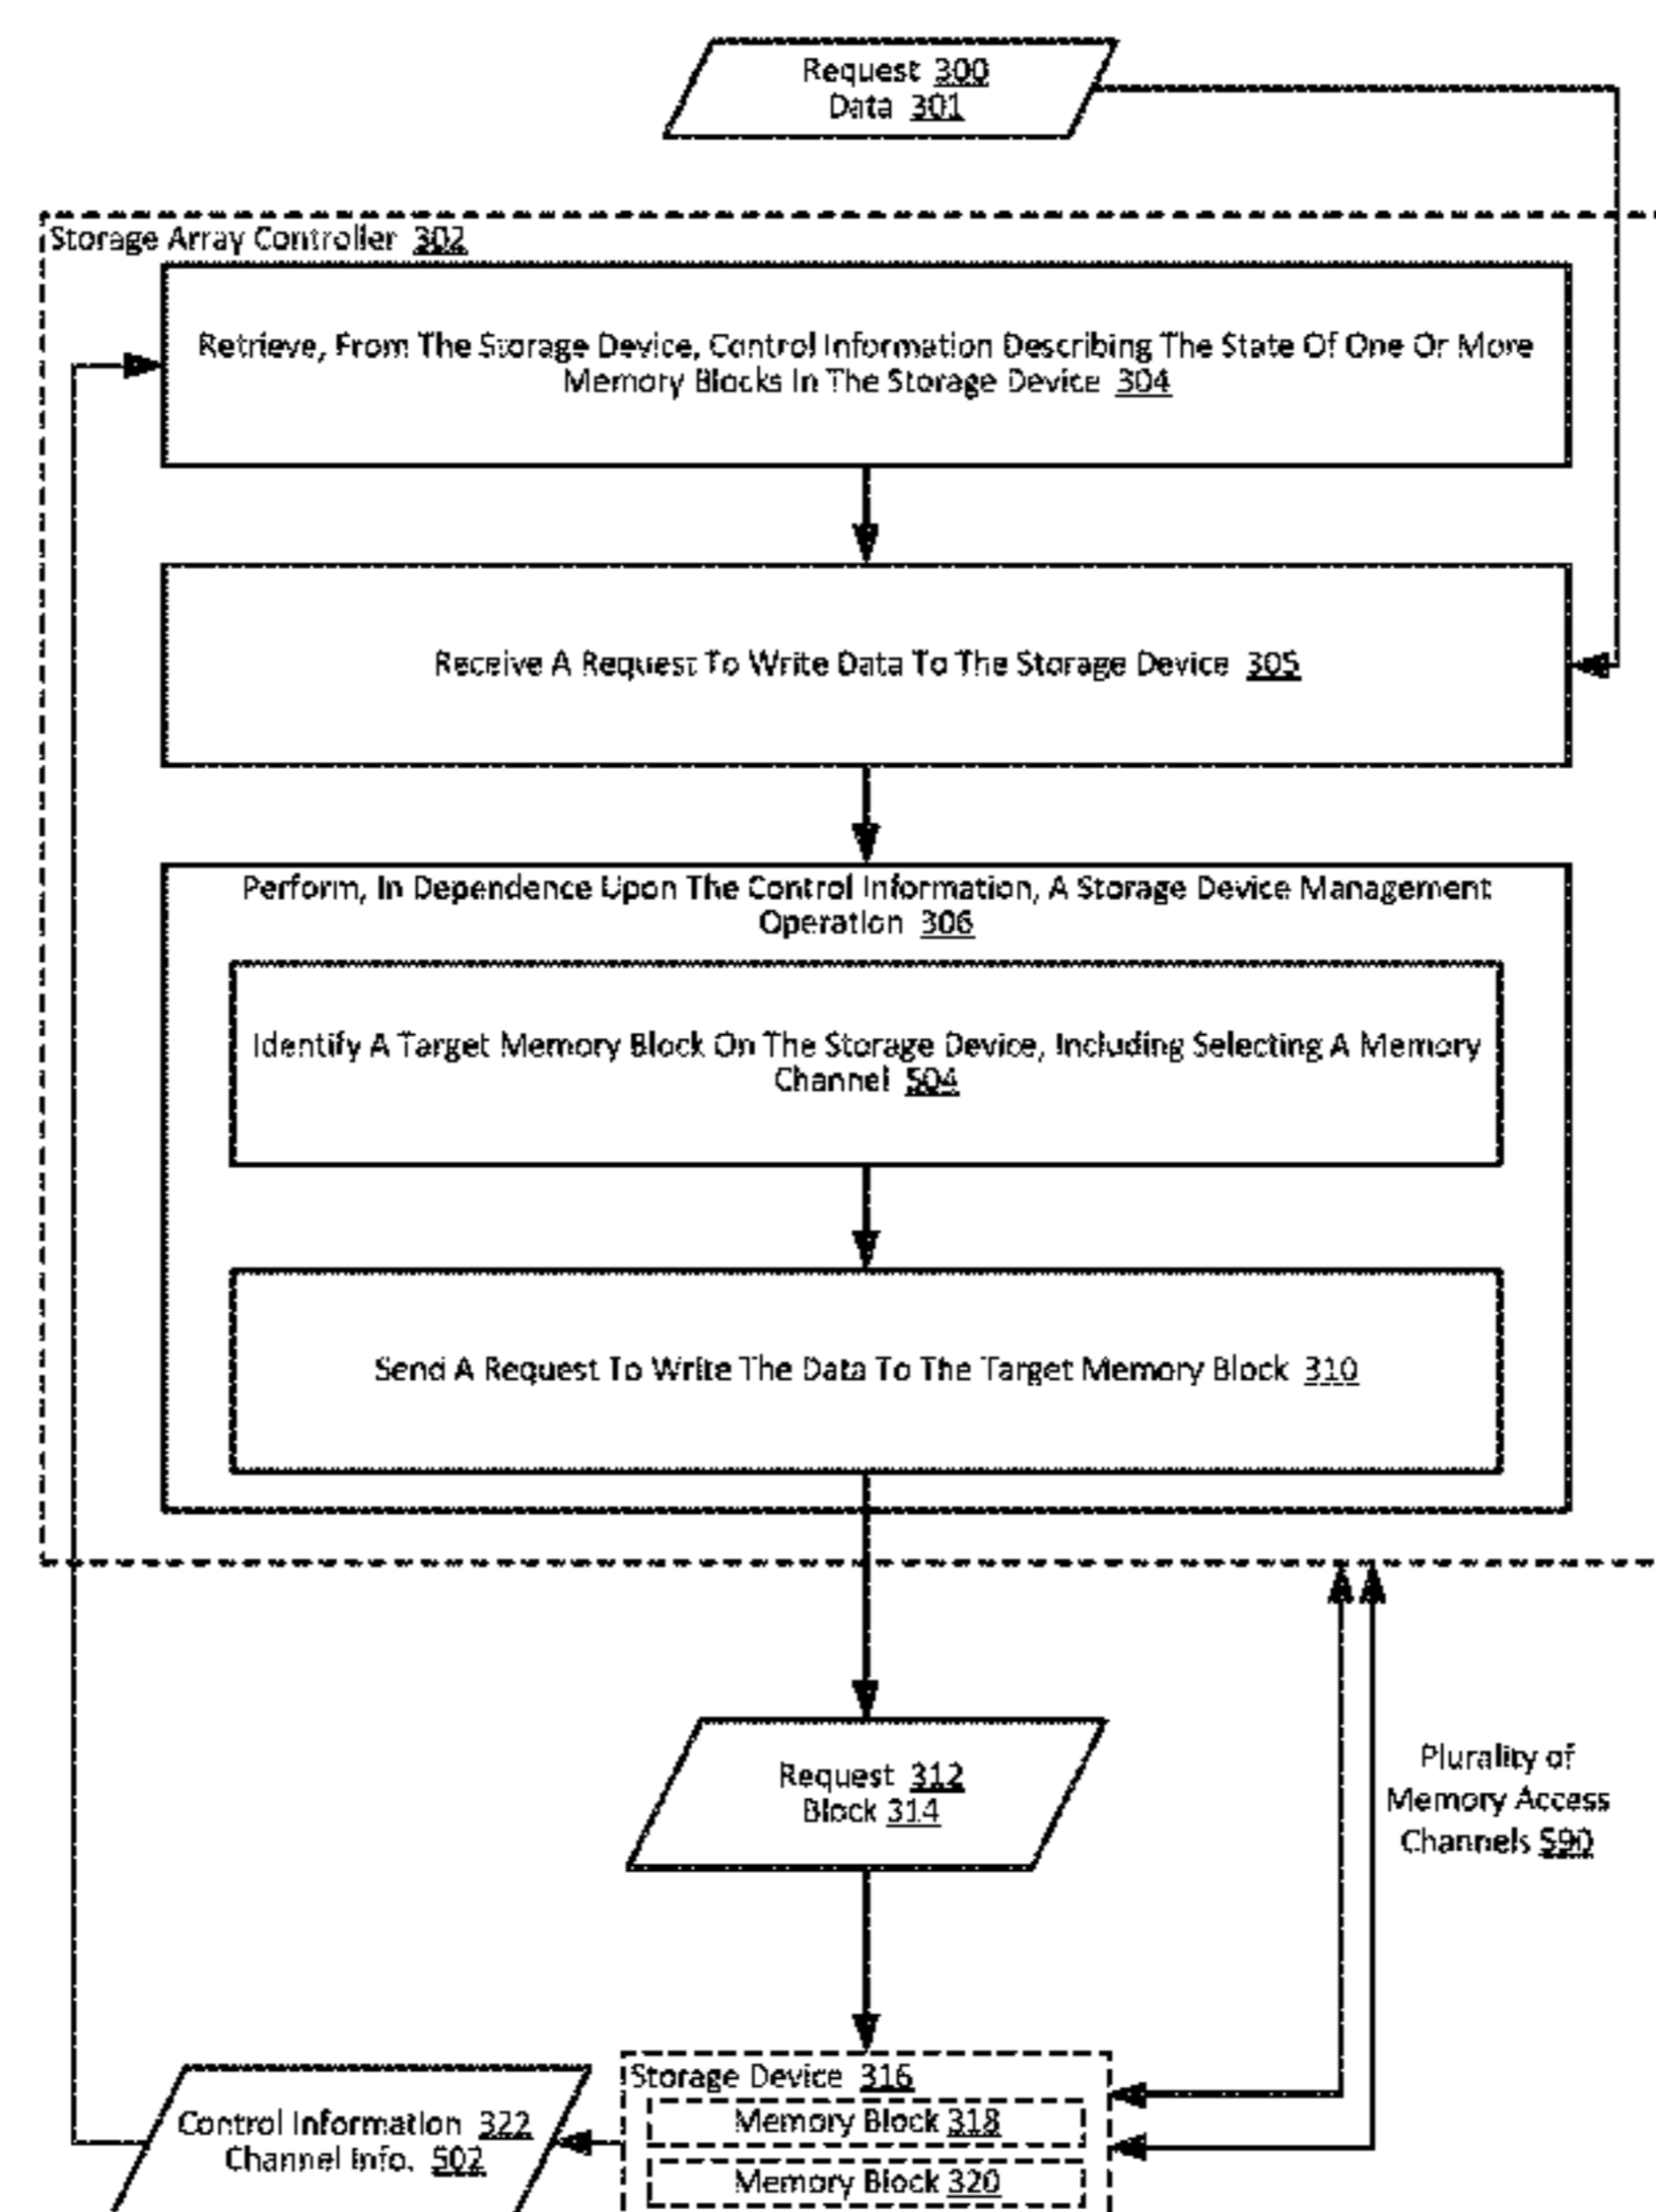 Request 300
Data 301
Storage Array Controller 302
Retrieve, From The Storage Device, Control Information Describing The State Of One Or More
Memory Blocks In The Storage Device 304
Receive A Request To Write Data To The Storage Device 305
Perform, In Dependence Upon The Control Information, A Storage Device Management
Operation 306
Identify A Target Memory Block On The Storage Device, Including Selecting A Memory
Channel 504
Send A Request To Write The Data To The Target Memory Block 310
Request 312
Block 314
Plurality of
Memory Access
Channels 590
Storage Device 316
Memory Block 318
Memory Block 320
Control Information 322
Channel Info. 502